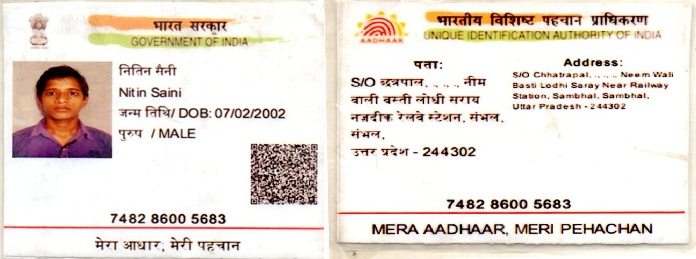 भारत सरकार
GOVERNMENT OF INDIA
नितिन सैनी
Nitin Saini
जन्म तिथि/ DOB: 07/02/2002
पुरुष / MALE
7482 8600 5683
मेरा आधार, मेरी पहचान
भारतीय विशिष्ट पहचान प्राधिकरण
UNIQUE IDENTIFICATION AUTHORITY OF INDIA
AADHAAR
पता:
S/O छत्रपाल, ., ., ., नीम
वाली बस्ती लोधी सराय
नजदीक रेलवे स्टेशन, संभल,
संभल,
उत्तर प्रदेश - 244302
Address:
S/O Chhatrapal, ., ., ., Neem Wali
Basti Lodhi Saray Near Railway
Station, Sambhal, Sambhal,
Uttar Pradesh - 244302
7482 8600 5683
MERA AADHAAR, MERI PEHACHAN